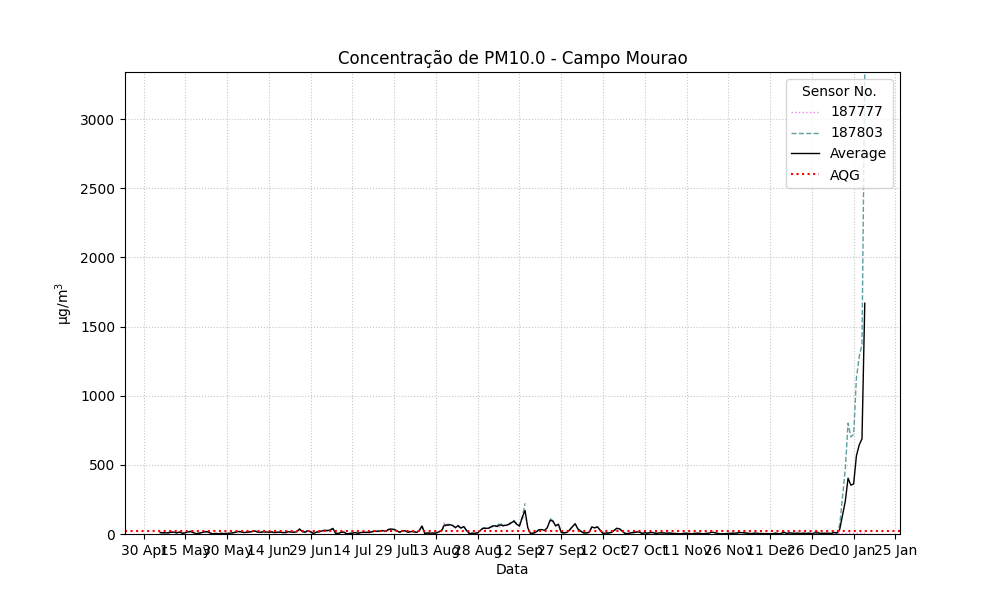 Concentração de PM10.0 - Campo Mourao
Sensor No.
187777
187803
Average
AQG
3000
2500
2000
1500
1000
500
0
µg/m³
30 Apr 15 May 30 May 14 Jun 29 Jun 14 Jul 29 Jul 13 Aug 28 Aug 12 Sep 27 Sep 12 Oct 27 Oct 11 Nov 26 Nov 11 Dec 26 Dec 10 Jan 25 Jan
Data